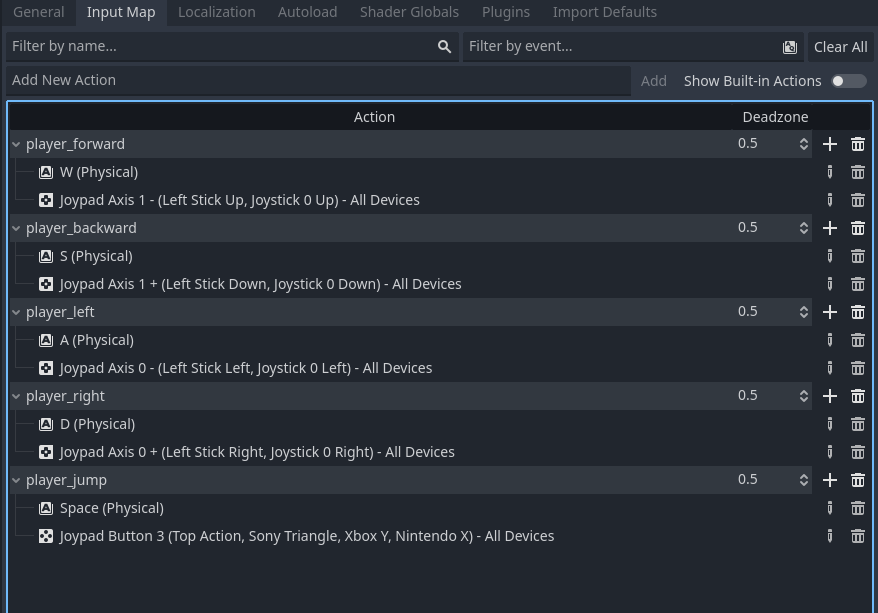 General Input Map Localization Autoload Shader Globals Plugins Import Defaults
Filter by name... Filter by event... Clear All
Add New Action Add Show Built-in Actions
Action Deadzone
player_forward 0.5
W (Physical)
Joypad Axis 1 - (Left Stick Up, Joystick 0 Up) - All Devices
player_backward 0.5
S (Physical)
Joypad Axis 1 + (Left Stick Down, Joystick 0 Down) - All Devices
player_left 0.5
A (Physical)
Joypad Axis 0 - (Left Stick Left, Joystick 0 Left) - All Devices
player_right 0.5
D (Physical)
Joypad Axis 0 + (Left Stick Right, Joystick 0 Right) - All Devices
player_jump 0.5
Space (Physical)
Joypad Button 3 (Top Action, Sony Triangle, Xbox Y, Nintendo X) - All Devices